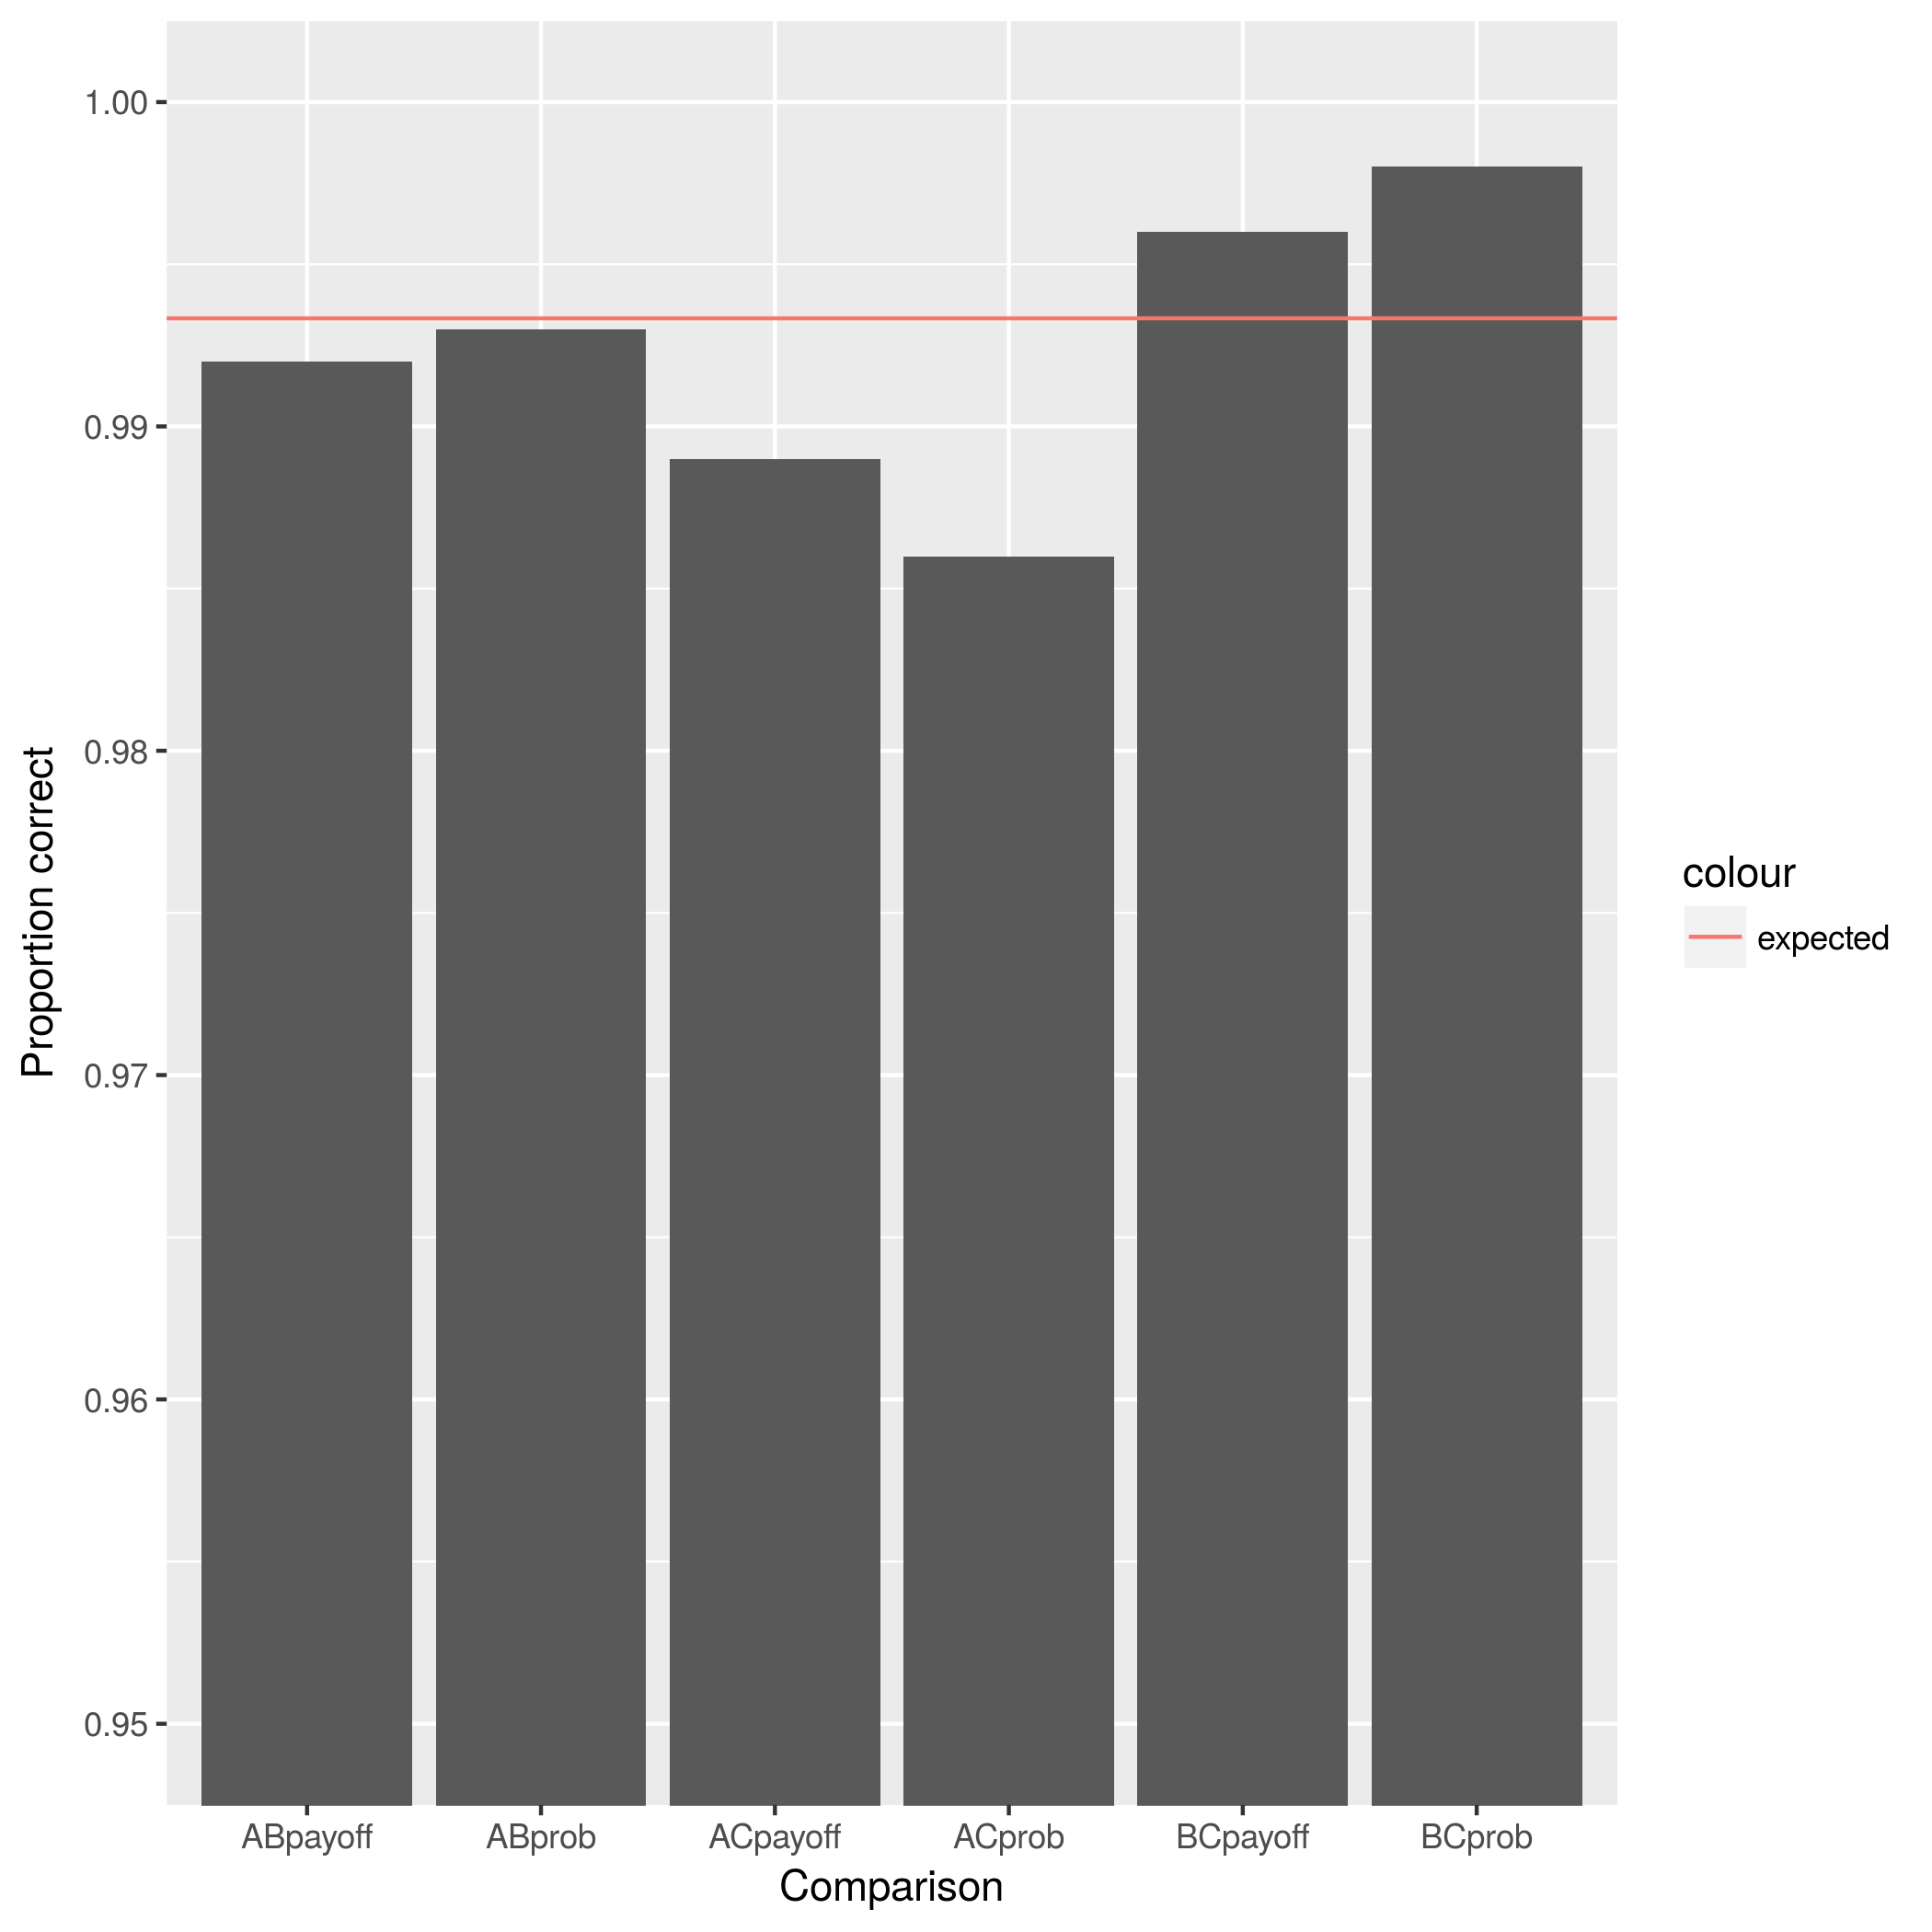 1.00
0.99
0.98
0.97
0.96
0.95
Proportion correct
ABpayoff
ABprob
ACpayoff
ACprob
BCpayoff
BCprob
Comparison
colour
expected